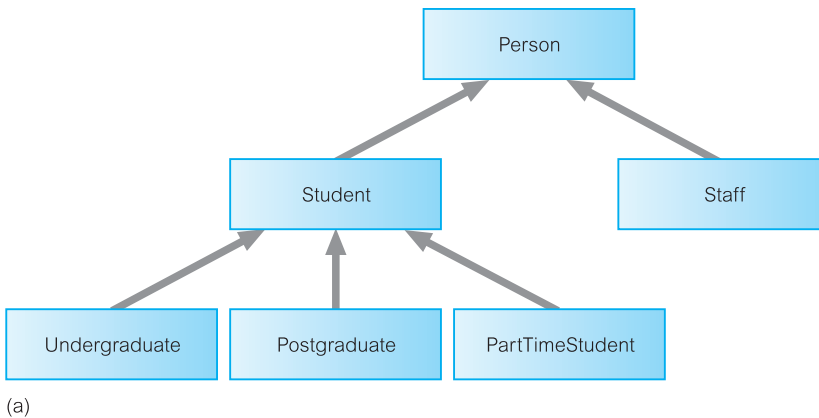 Person
Student
Staff
Undergraduate
Postgraduate
PartTimeStudent
(a)